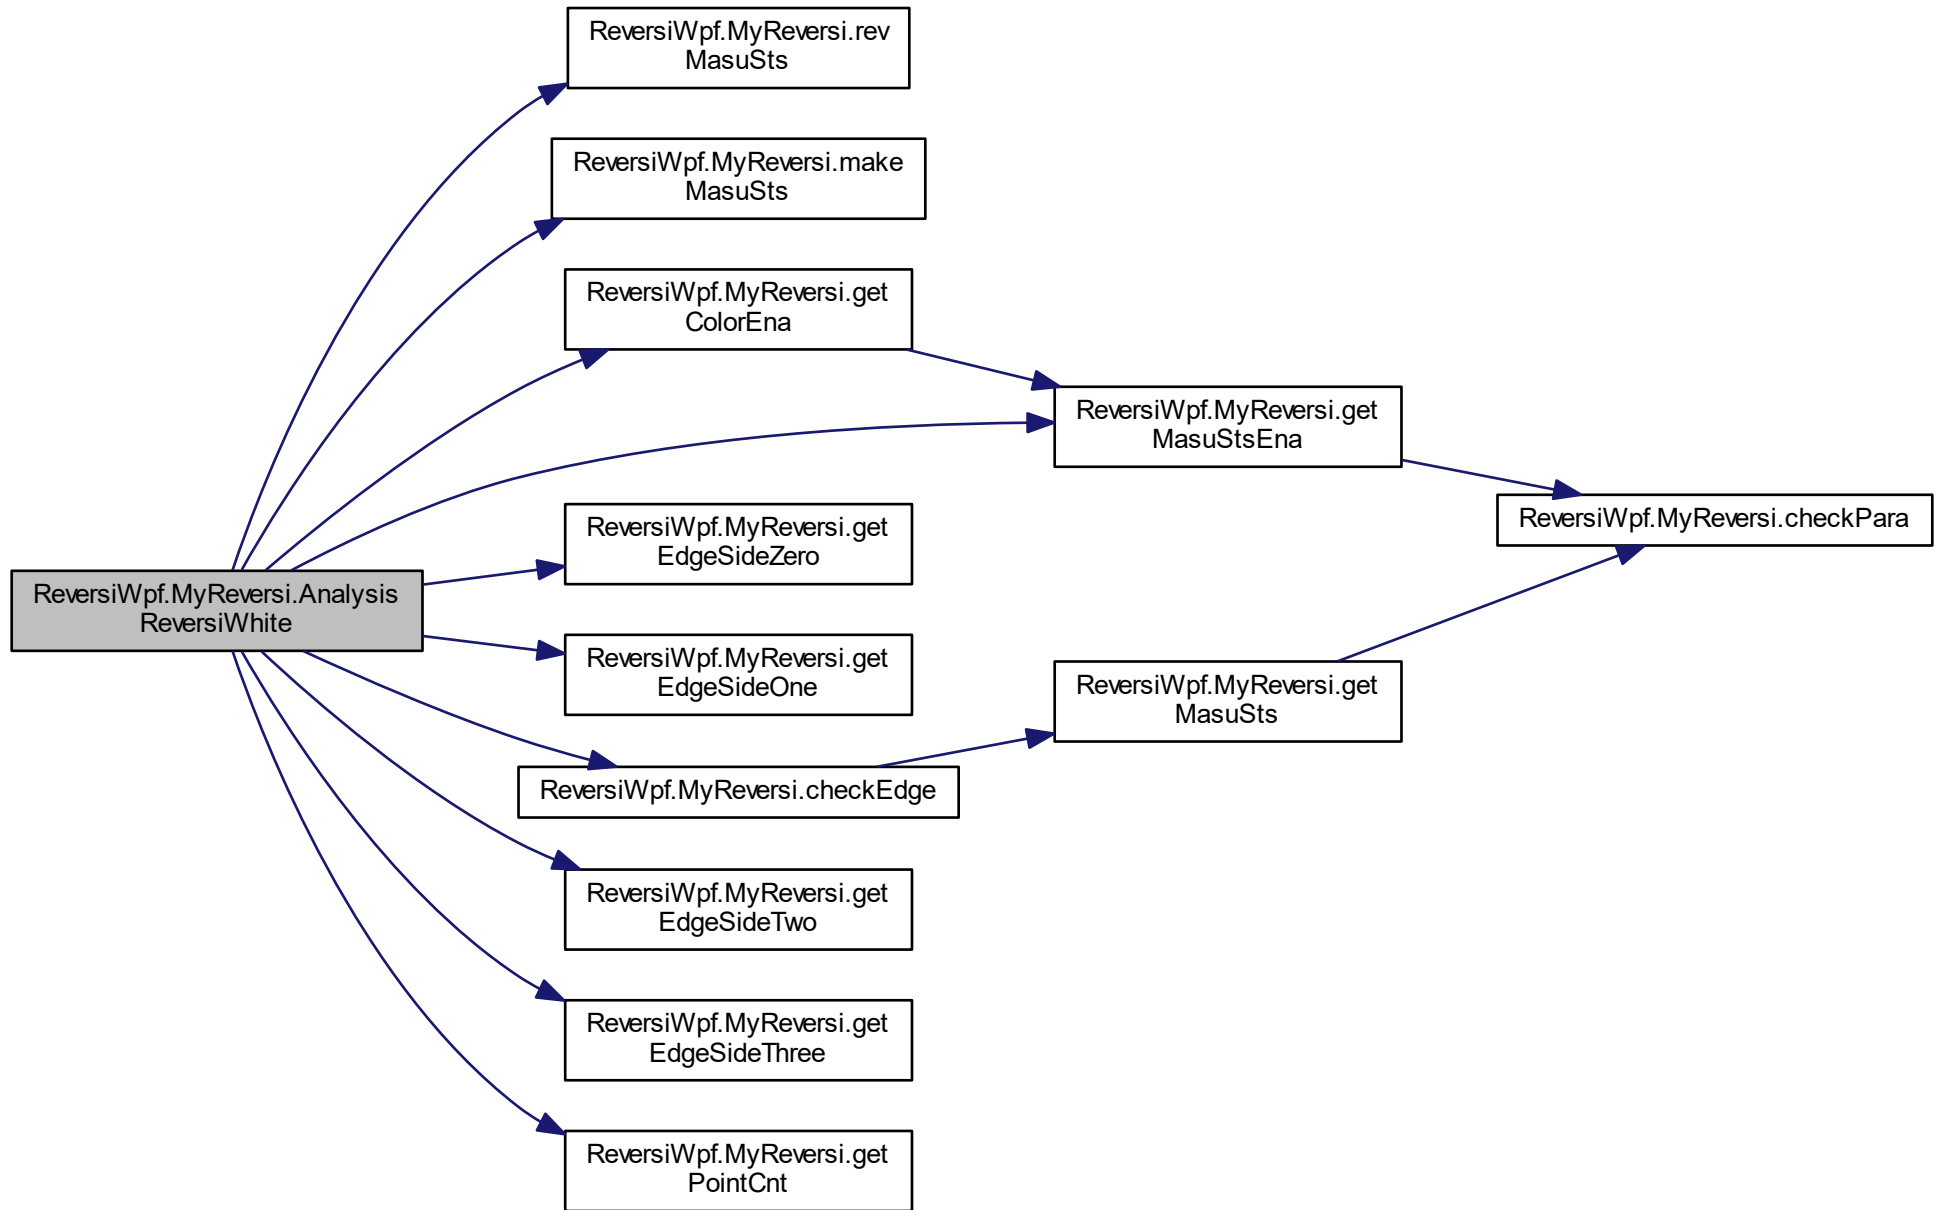 ReversiWpf.MyReversi.rev
MasuSts
ReversiWpf.MyReversi.make
MasuSts
ReversiWpf.MyReversi.get
ColorEna
ReversiWpf.MyReversi.get
MasuStsEna
ReversiWpf.MyReversi.get
EdgeSideZero
ReversiWpf.MyReversi.checkPara
ReversiWpf.MyReversi.Analysis
ReversiWhite
ReversiWpf.MyReversi.get
EdgeSideOne
ReversiWpf.MyReversi.get
MasuSts
ReversiWpf.MyReversi.checkEdge
ReversiWpf.MyReversi.get
EdgeSideTwo
ReversiWpf.MyReversi.get
EdgeSideThree
ReversiWpf.MyReversi.get
PointCnt